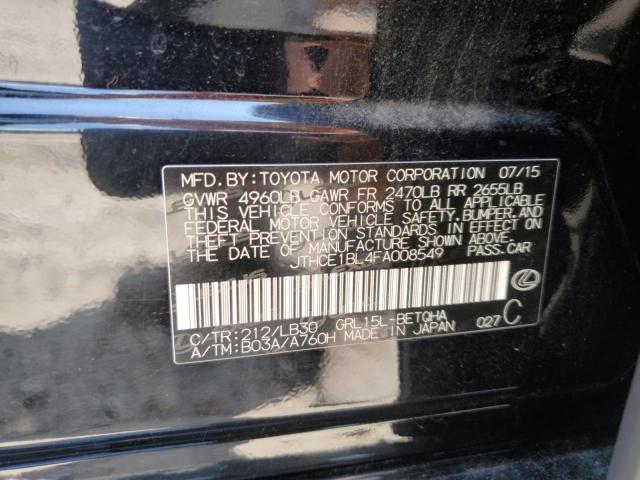 MFD.BY:TOYOTA MOTOR CORPORATION 07/15
GVWR 4960LB GAWR FR 2470LB RR 2655LB
THIS VEHICLE CONFORMS TO ALL APPLICABLE
FEDERAL MOTOR VEHICLE SAFETY,BUMPER,AND
THEFT PREVENTION STANDARDS IN EFFECT ON
THE DATE OF MANUFACTURE SHOWN ABOVE.
JTHCE1BL4FA008549 PASS.CAR
C/TR:212/LB30 GRL15L-BETQHA
A/TM:B03A/A760H MADE IN JAPAN 027 C